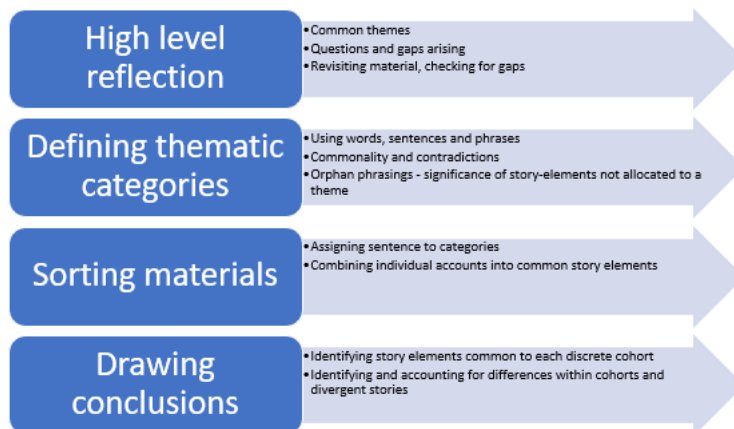 High level
reflection
•Common themes
•Questions and gaps arising
•Revisiting material, checking for gaps
Defining thematic
categories
•Using words, sentences and phrases
•Commonality and contradictions
•Orphan phrasings - significance of story-elements not allocated to a
theme
Sorting materials
•Assigning sentence to categories
•Combining individual accounts into common story elements
Drawing
conclusions
•Identifying story elements common to each discrete cohort
•Identifying and accounting for differences within cohorts and
divergent stories